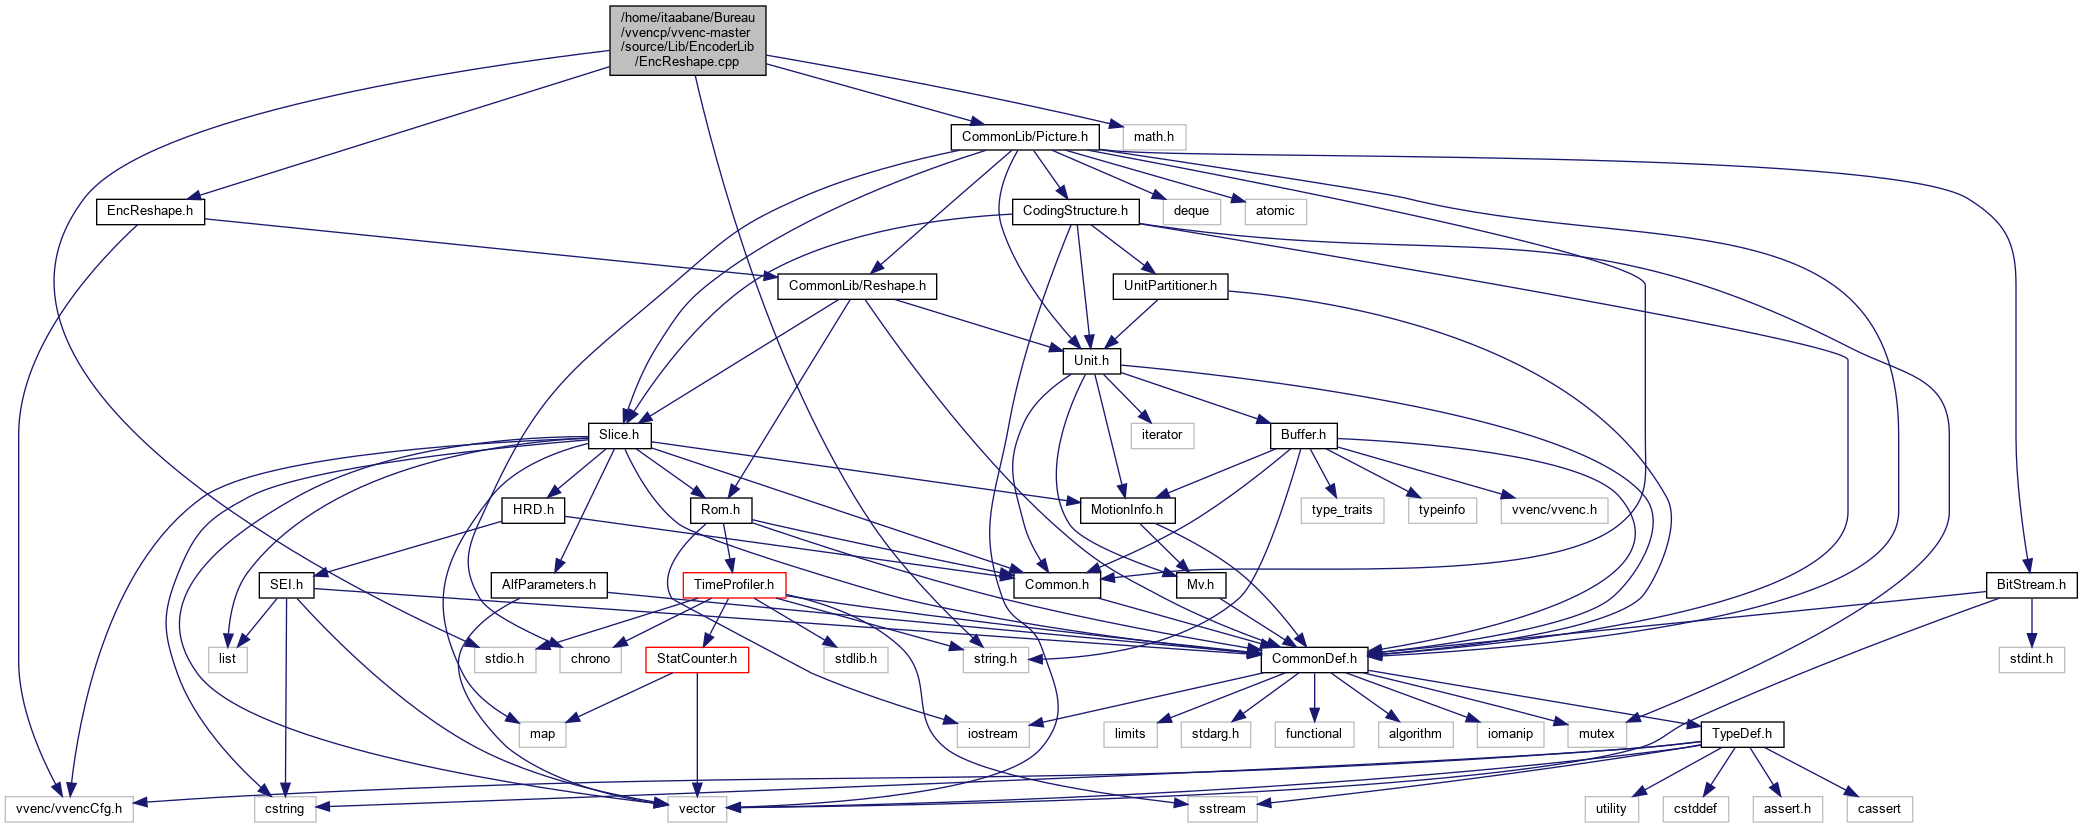 /home/itaabane/Bureau
/vvencp/vvenc-master
/source/Lib/EncoderLib
/EncReshape.cpp
CommonLib/Picture.h
math.h
EncReshape.h
CodingStructure.h
deque
atomic
CommonLib/Reshape.h
UnitPartitioner.h
Unit.h
Slice.h
iterator
Buffer.h
HRD.h
Rom.h
MotionInfo.h
type_traits
typeinfo
vvenc/vvenc.h
SEI.h
AlfParameters.h
TimeProfiler.h
Common.h
Mv.h
BitStream.h
list
stdio.h
chrono
StatCounter.h
stdlib.h
string.h
CommonDef.h
stdint.h
map
iostream
limits
stdarg.h
functional
algorithm
iomanip
mutex
TypeDef.h
vvenc/vvencCfg.h
cstring
vector
sstream
utility
cstddef
assert.h
cassert